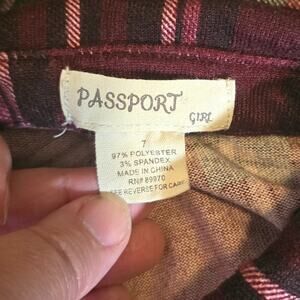 PASSPORT
GIRL
7
97% POLYESTER
3% SPANDEX
MADE IN CHINA
RN# 89970
SEE REVERSE FOR CARE